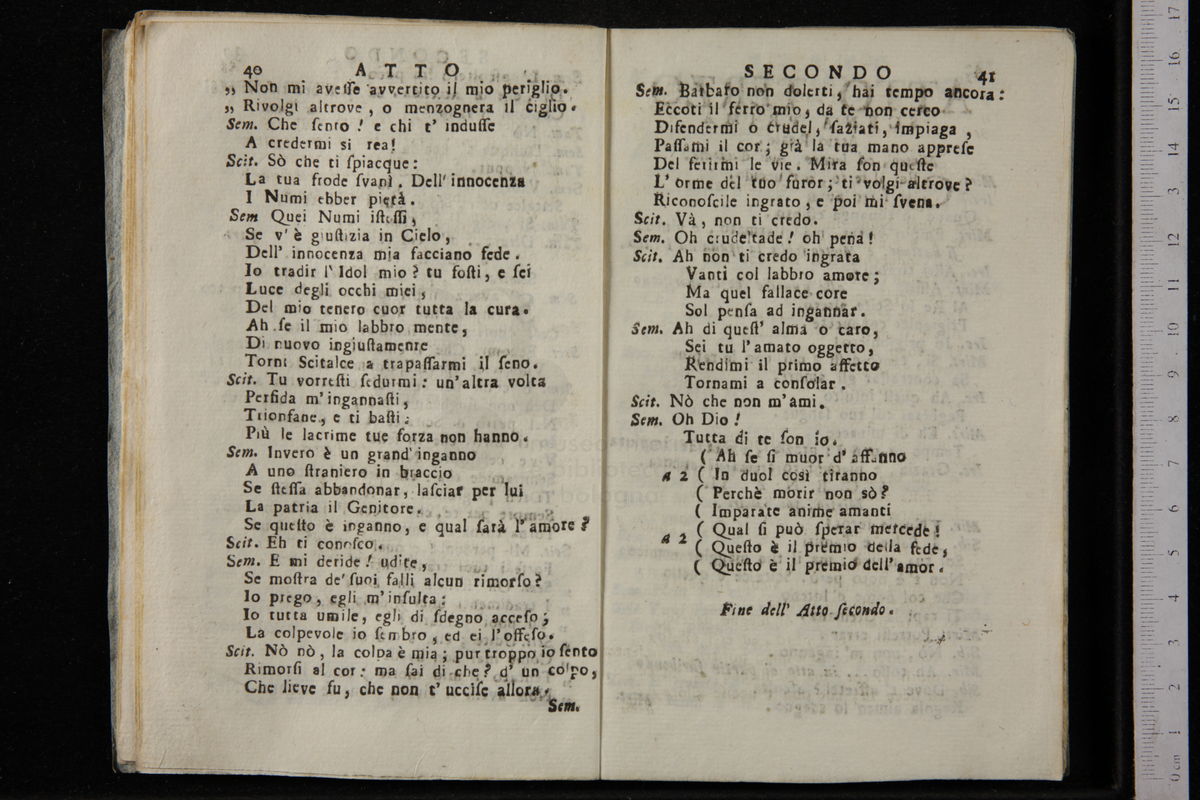 40 ATTO
„ Non mi aveſſe avvertito il mio periglio.
„ Rivolgi altrove, o menzognera il ciglio.
Sem. Che ſento! e chi t' induſſe
A credermi si rea!
Scit. Sò che ti ſpiacque:
La tua frode ſvanì. Dell' innocenza
I Numi ebber pietà.
Sem Quei Numi iſteſſi,
Se v' è giuſtizia in Cielo,
Dell' innocenza mia facciano fede.
Io tradir l' Idol mio? tu foſti, e ſei
Luce degli occhi miei,
Del mio tenero cuor tutta la cura.
Ah ſe il mio labbro mente,
Di nuovo ingiuſtamente
Torni Scitalce a trapaſſarmi il ſeno.
Scit. Tu vorreſti ſedurmi: un' altra volta
Perfida m' ingannaſti,
Trionfane, e ti baſti:
Più le lacrime tue forza non hanno.
Sem. Invero è un grand' inganno
A uno ſtraniero in braccio
Se ſteſſa abbandonar, laſciar per lui
La patria il Genitore.
Se queſto è inganno, e qual ſarà l' amore?
Scit. Eh ti conoſco.
Sem. E mi deride! udite,
Se moſtra de' ſuoi falli alcun rimorſo?
Io prego, egli m' inſulta:
Io tutta umile, egli di ſdegno acceſo;
La colpevole io ſembro, ed ei l' offeſo.
Scit. Nò nò, la colpa è mia; pur troppo io ſento
Rimorſi al cor: ma ſai di che? d' un colpo,
Che lieve fu, che non t' ucciſe allora.
Sem.
SECONDO 41
Sem. Barbaro non dolerti, hai tempo ancora:
Eccoti il ferro mio, da te non cerco
Difendermi o crudel, ſaziati, impiaga,
Paſſami il cor; già la tua mano appreſe
Del ferirmi le vie. Mira ſon queſte
L' orme del tuo furor; ti volgi altrove?
Riconoſcile ingrato, e poi mi ſvena.
Scit. Và, non ti credo.
Sem. Oh crudeltade! oh pena!
Scit. Ah non ti credo ingrata
Vanti col labbro amore;
Ma quel fallace core
Sol penſa ad ingannar.
Sem. Ah di queſt' alma o caro,
Sei tu l' amato oggetto,
Rendimi il primo affetto
Tornami a conſolar.
Scit. Nò che non m' ami.
Sem. Oh Dio!
Tutta di te ſon io.
( Ah ſe ſi muor d' affanno
a 2 ( In duol così tiranno
( Perchè morir non sò?
( Imparate anime amanti
( Qual ſi può ſperar mercede!
a 2 ( Queſto è il premio della fede,
( Queſto è il premio dell' amor.
Fine dell' Atto ſecondo.